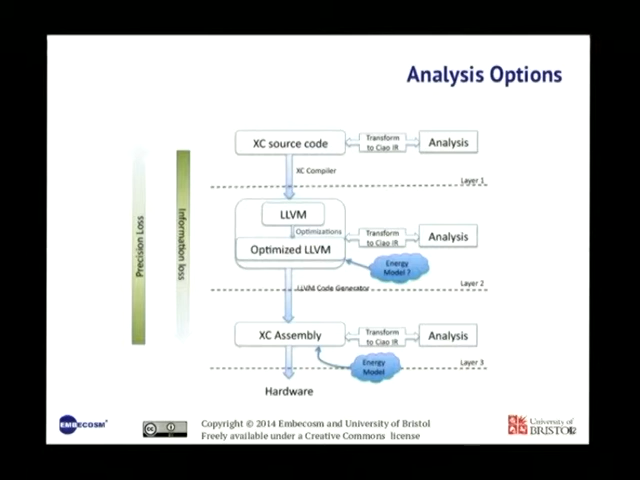 Analysis Options
XC source code
Transform
to Ciao IR
Analysis
XC Compiler
Layer 1
LLVM
Optimizations
Optimized LLVM
Transform
to Ciao IR
Analysis
Energy
Model ?
Layer 2
LLVM Code Generator
XC Assembly
Transform
to Ciao IR
Analysis
Energy
Model
Layer 3
Hardware
Precision Loss
Information loss
EMBECOSM
Copyright © 2014 Embecosm and University of Bristol
Freely available under a Creative Commons license
University of
BRISTOL